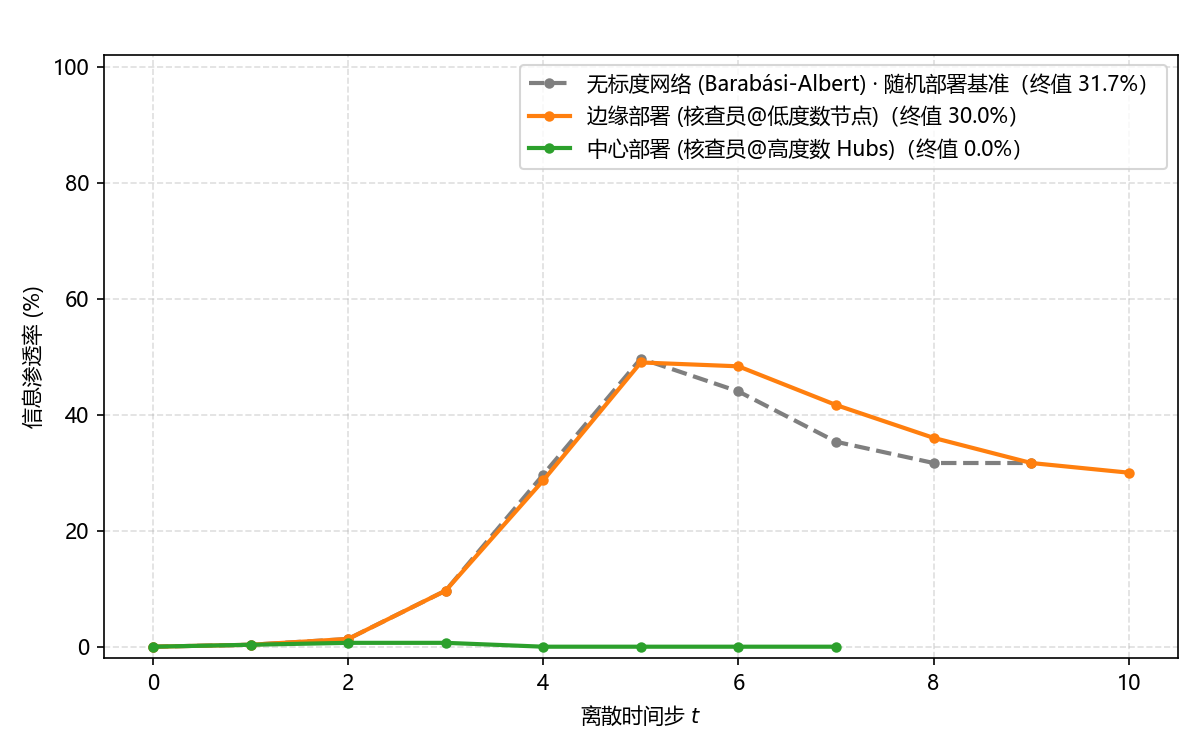 无标度网络 (Barabási-Albert) · 随机部署基准（终值 31.7%）
边缘部署 (核查员@低度数节点)（终值 30.0%）
中心部署 (核查员@高度数 Hubs)（终值 0.0%）
信息渗透率 (%)
100
80
60
40
20
0
0 2 4 6 8 10
离散时间步 t